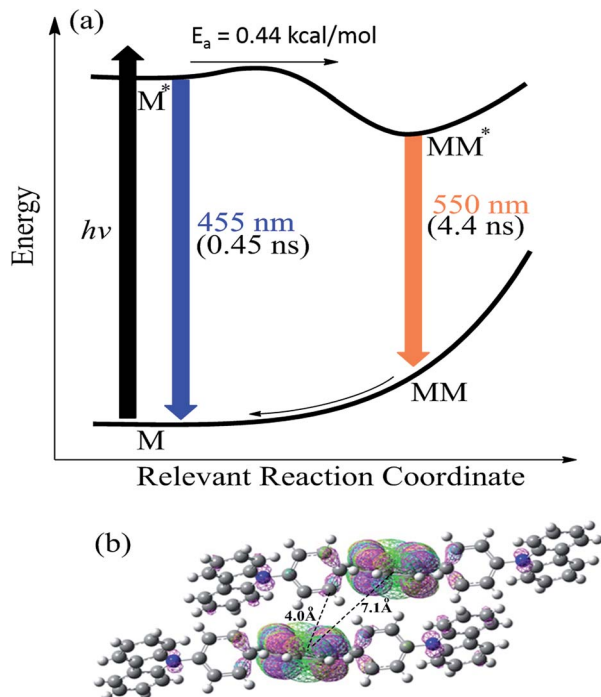 (a)
Eₐ = 0.44 kcal/mol
M*
MM*
hν
455 nm
(0.45 ns)
550 nm
(4.4 ns)
Energy
MM
M
Relevant Reaction Coordinate
(b)
4.0Å
7.1Å